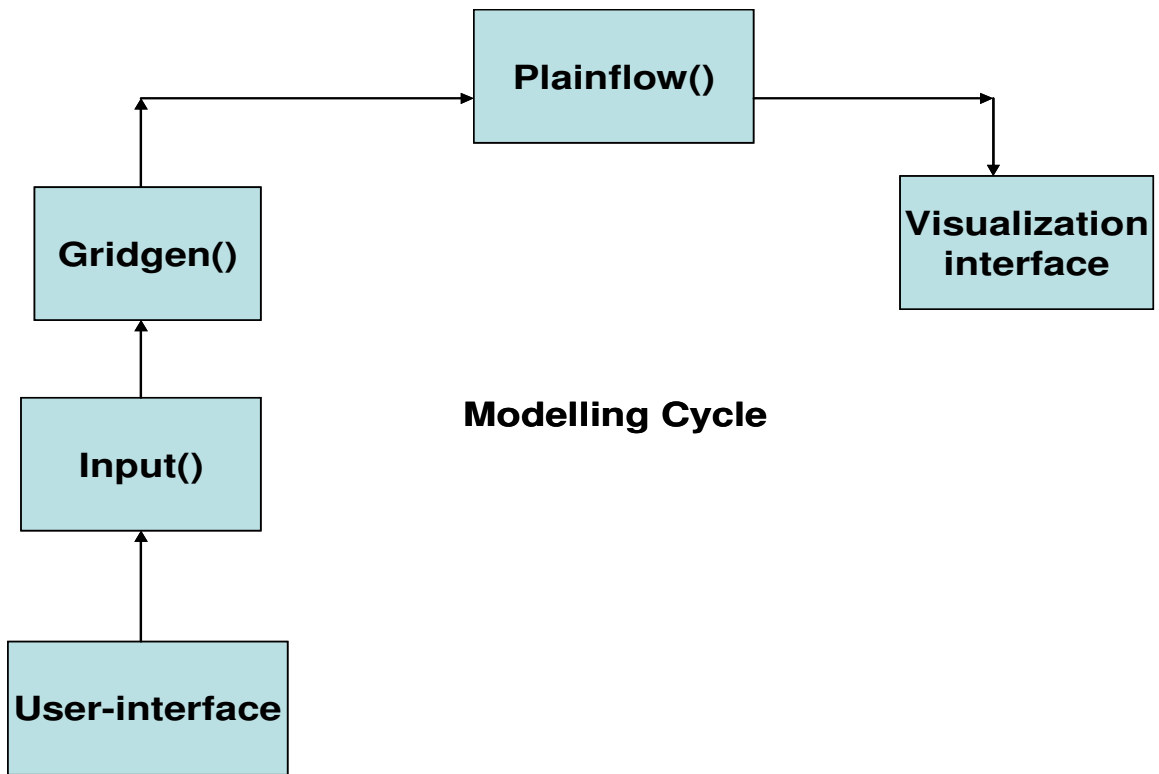 Plainflow()
Gridgen()
Visualization
interface
Modelling Cycle
Input()
User-interface